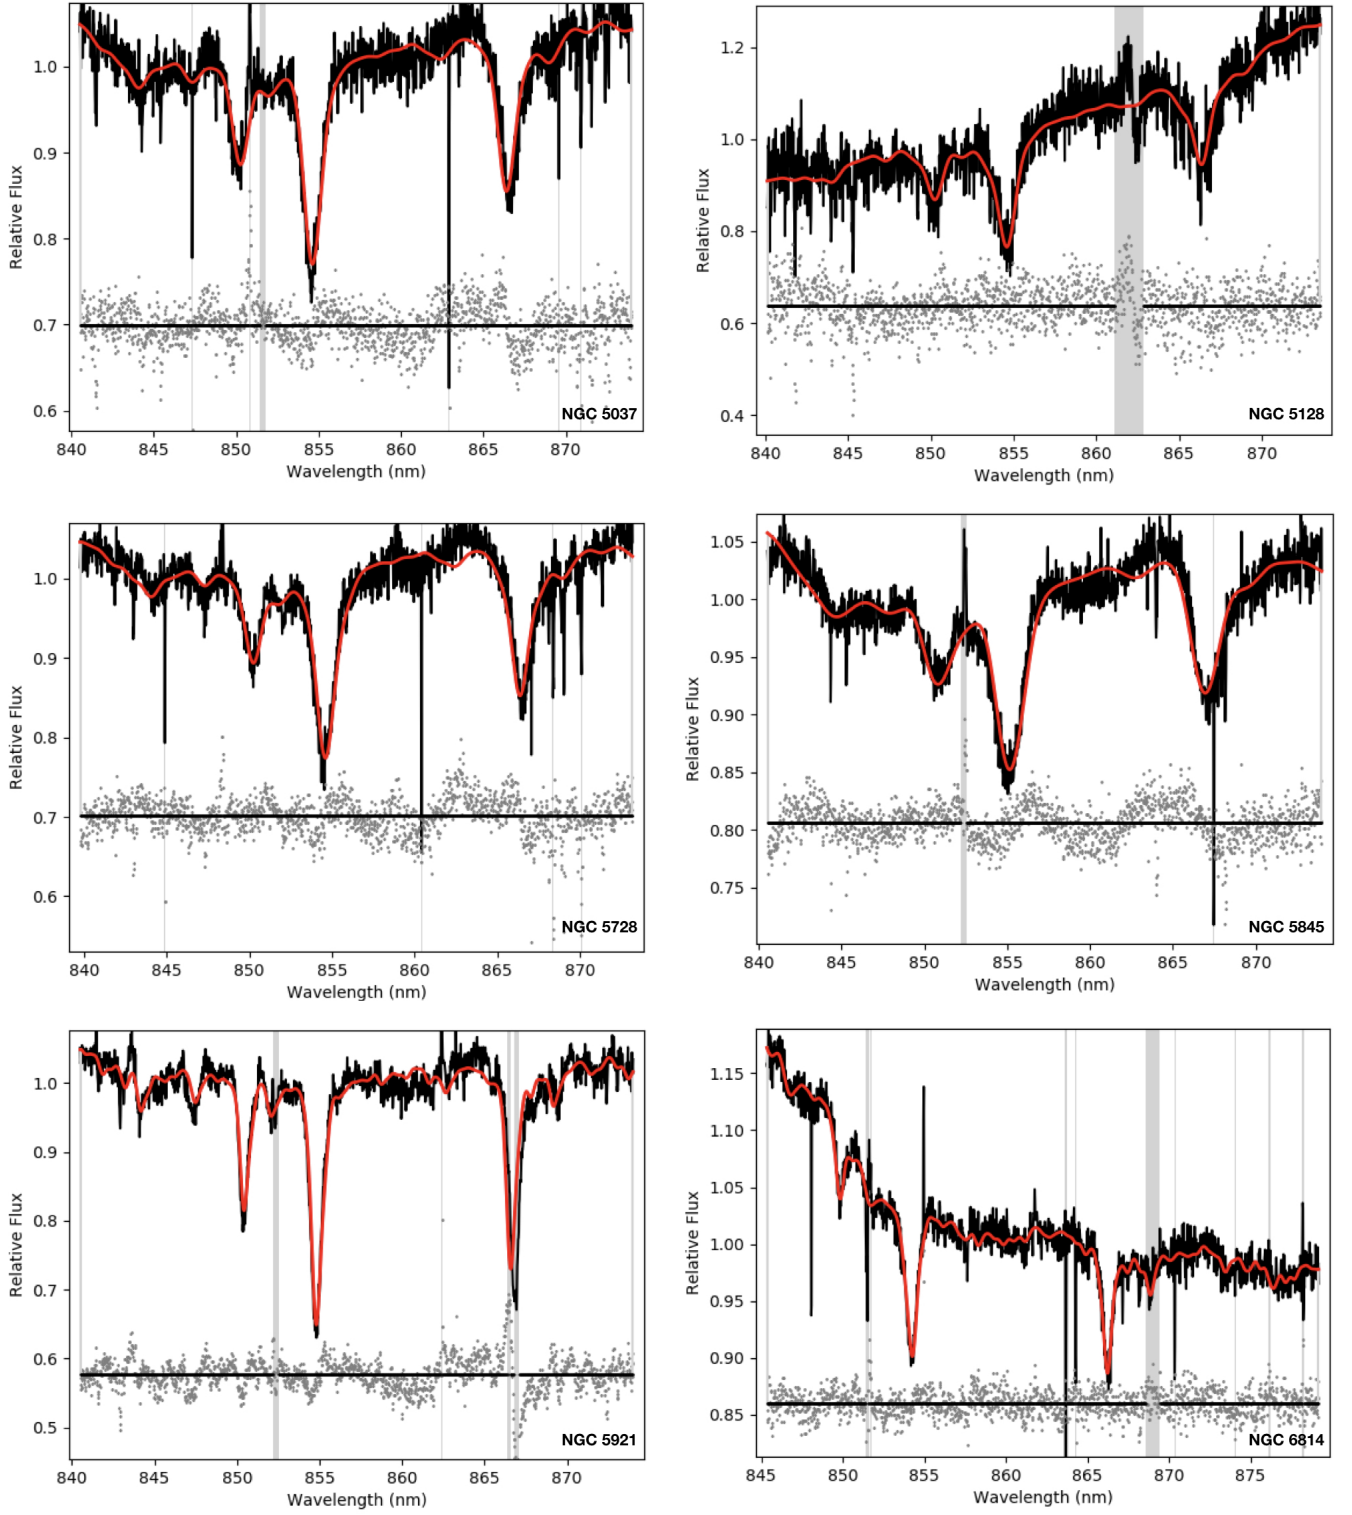 1.0
0.9
0.8
0.7
0.6
Relative Flux
NGC 5037
840 845 850 855 860 865 870
Wavelength (nm)
1.2
1.0
0.8
0.6
0.4
Relative Flux
NGC 5128
840 845 850 855 860 865 870
Wavelength (nm)
1.0
0.9
0.8
0.7
0.6
Relative Flux
NGC 5728
840 845 850 855 860 865 870
Wavelength (nm)
1.05
1.00
0.95
0.90
0.85
0.80
0.75
Relative Flux
NGC 5845
840 845 850 855 860 865 870
Wavelength (nm)
1.0
0.9
0.8
0.7
0.6
0.5
Relative Flux
NGC 5921
840 845 850 855 860 865 870
Wavelength (nm)
1.15
1.10
1.05
1.00
0.95
0.90
0.85
Relative Flux
NGC 6814
845 850 855 860 865 870 875
Wavelength (nm)